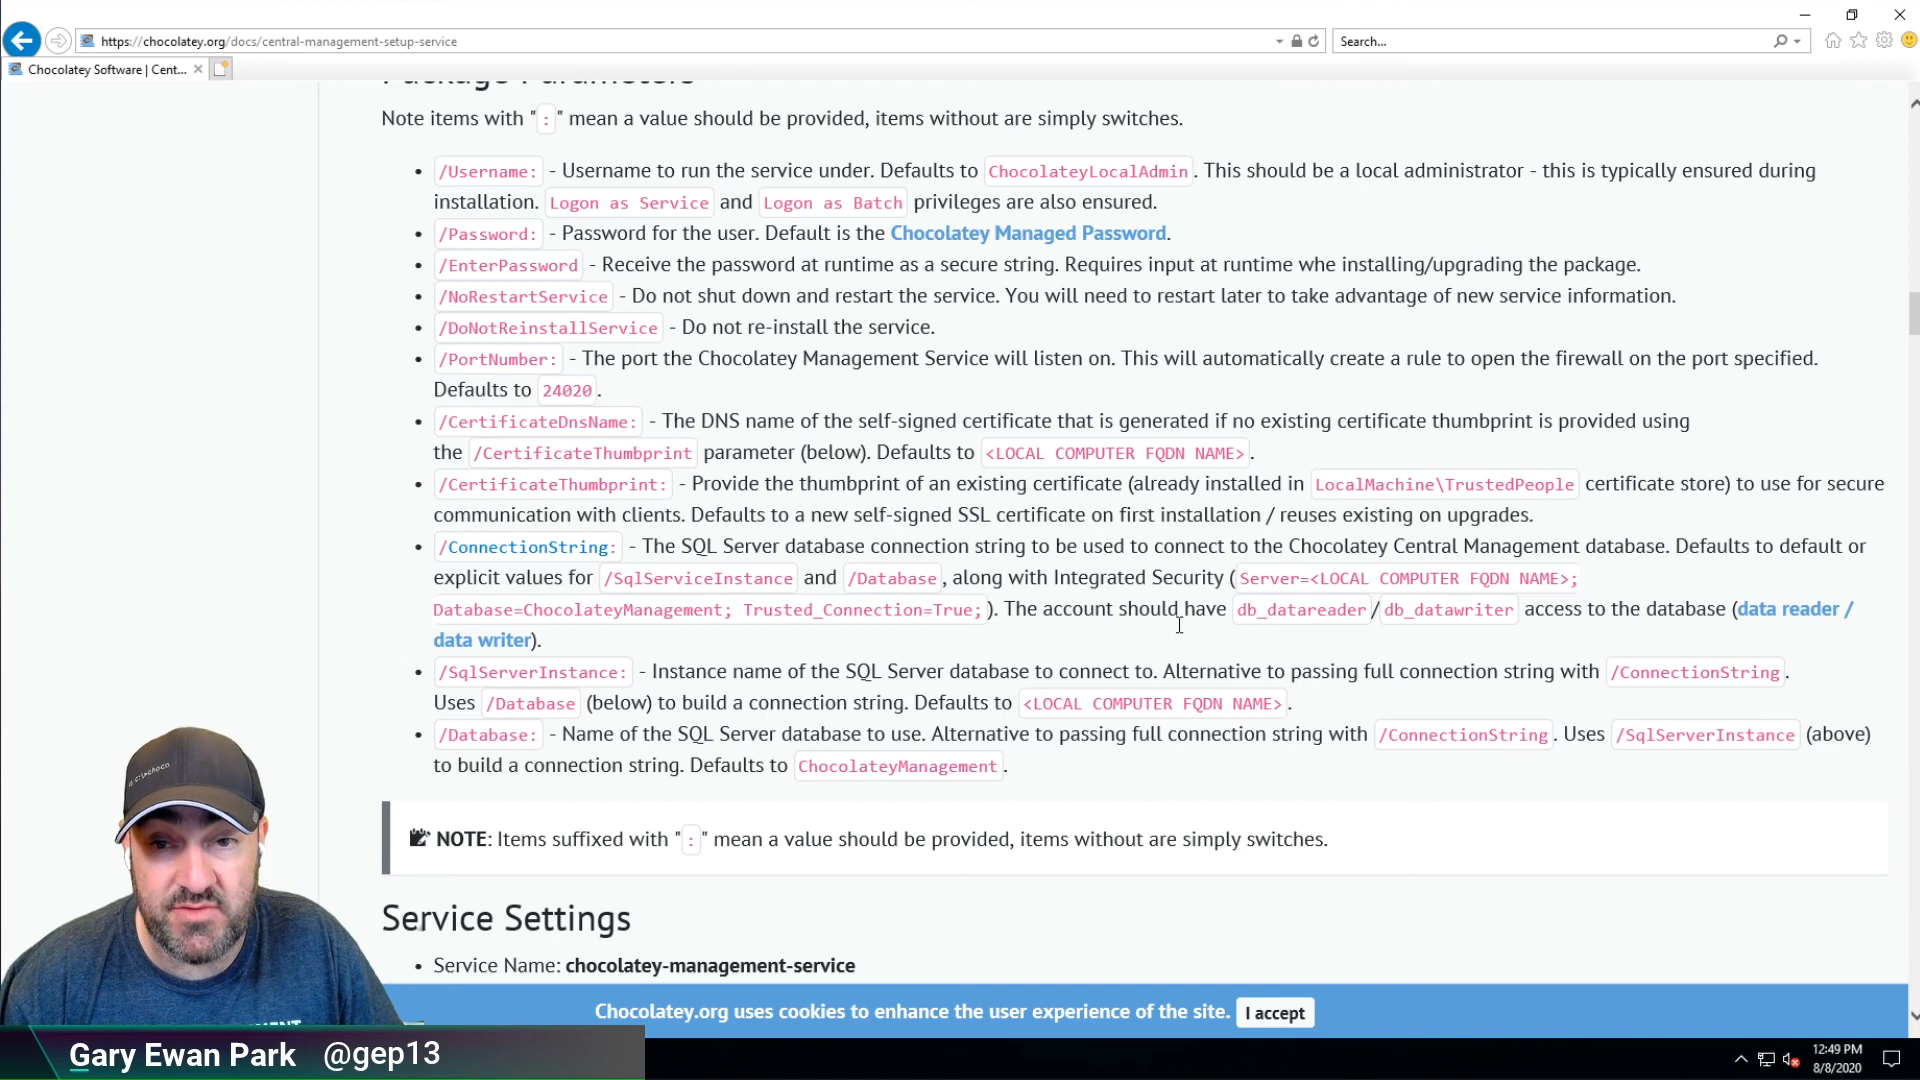 https://chocolatey.org/docs/central-management-setup-service
Search...
Chocolatey Software | Cent...
Package Parameters
Note items with ":" mean a value should be provided, items without are simply switches.
• /Username: - Username to run the service under. Defaults to ChocolateyLocalAdmin. This should be a local administrator - this is typically ensured during
installation. Logon as Service and Logon as Batch privileges are also ensured.
• /Password: - Password for the user. Default is the Chocolatey Managed Password.
• /EnterPassword - Receive the password at runtime as a secure string. Requires input at runtime whe installing/upgrading the package.
• /NoRestartService - Do not shut down and restart the service. You will need to restart later to take advantage of new service information.
• /DoNotReinstallService - Do not re-install the service.
• /PortNumber: - The port the Chocolatey Management Service will listen on. This will automatically create a rule to open the firewall on the port specified.
Defaults to 24020.
• /CertificateDnsName: - The DNS name of the self-signed certificate that is generated if no existing certificate thumbprint is provided using
the /CertificateThumbprint parameter (below). Defaults to <LOCAL COMPUTER FQDN NAME>.
• /CertificateThumbprint: - Provide the thumbprint of an existing certificate (already installed in LocalMachine\TrustedPeople certificate store) to use for secure
communication with clients. Defaults to a new self-signed SSL certificate on first installation / reuses existing on upgrades.
• /ConnectionString: - The SQL Server database connection string to be used to connect to the Chocolatey Central Management database. Defaults to default or
explicit values for /SqlServiceInstance and /Database, along with Integrated Security (Server=<LOCAL COMPUTER FQDN NAME>;
Database=ChocolateyManagement; Trusted_Connection=True;). The account should have db_datareader/db_datawriter access to the database (data reader /
data writer).
• /SqlServerInstance: - Instance name of the SQL Server database to connect to. Alternative to passing full connection string with /ConnectionString.
Uses /Database (below) to build a connection string. Defaults to <LOCAL COMPUTER FQDN NAME>.
• /Database: - Name of the SQL Server database to use. Alternative to passing full connection string with /ConnectionString. Uses /SqlServerInstance (above)
to build a connection string. Defaults to ChocolateyManagement.
NOTE: Items suffixed with ":" mean a value should be provided, items without are simply switches.
Service Settings
• Service Name: chocolatey-management-service
Chocolatey.org uses cookies to enhance the user experience of the site. I accept
Gary Ewan Park @gep13
12:49 PM
8/8/2020